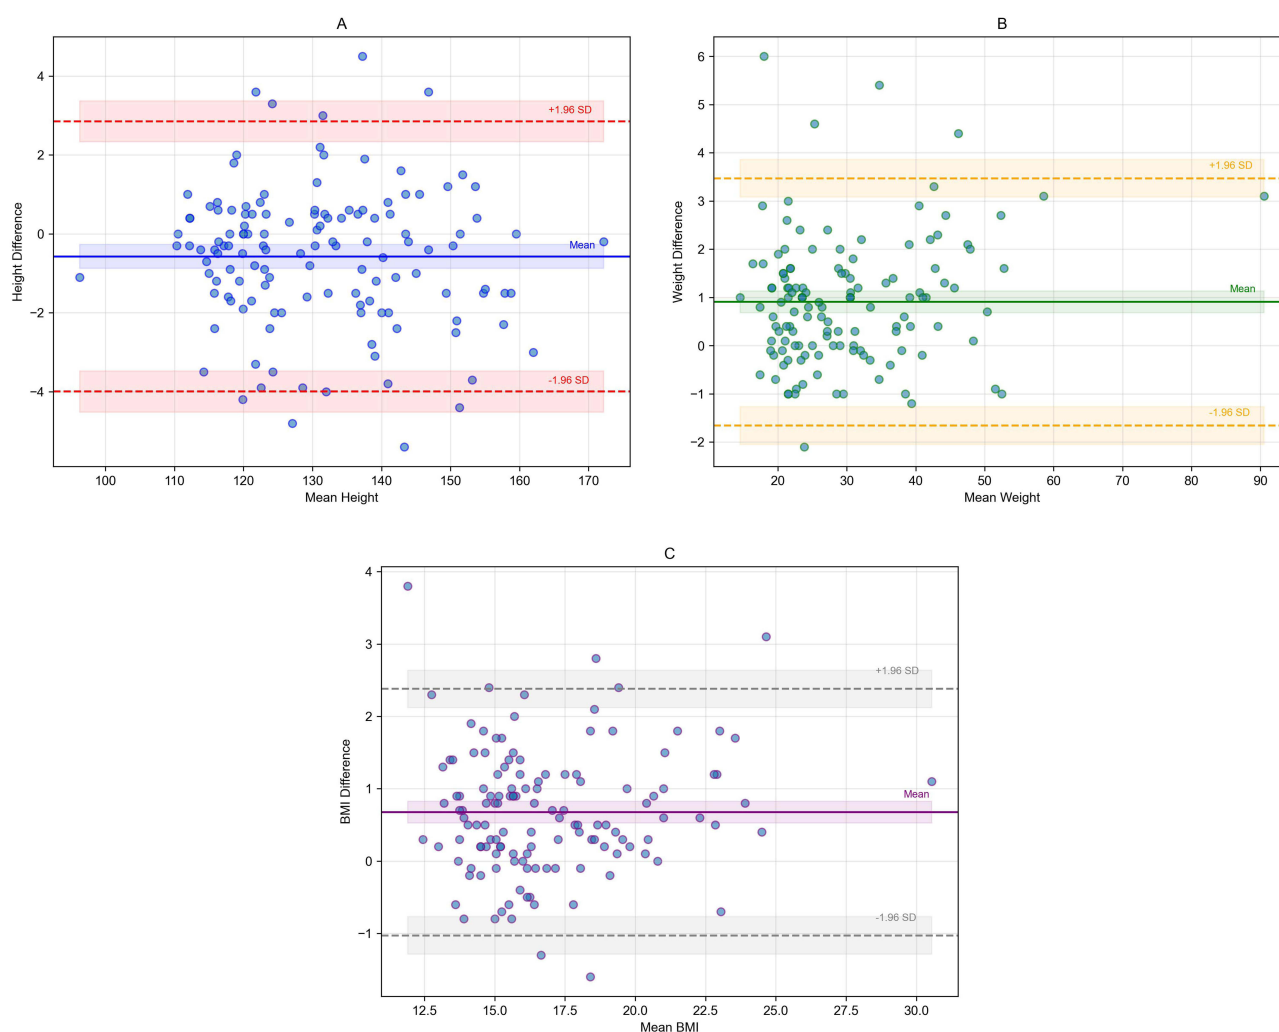 A
4
2
0
−2
−4
Height Difference
+1.96 SD
Mean
-1.96 SD
100 110 120 130 140 150 160 170
Mean Height
B
6
5
4
3
2
1
0
−1
−2
Weight Difference
+1.96 SD
Mean
-1.96 SD
20 30 40 50 60 70 80 90
Mean Weight
C
4
3
2
1
0
−1
BMI Difference
+1.96 SD
Mean
-1.96 SD
12.5 15.0 17.5 20.0 22.5 25.0 27.5 30.0
Mean BMI